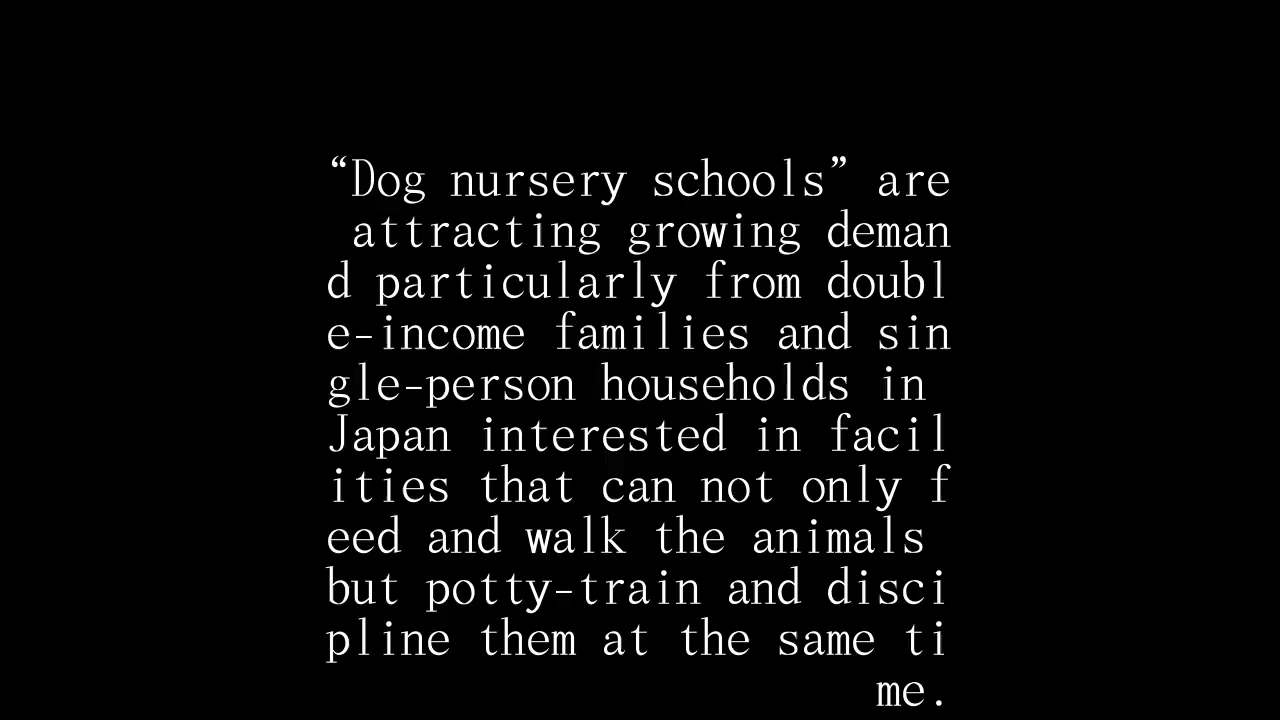 “Dog nursery schools” are
attracting growing deman
d particularly from doubl
e-income families and sin
gle-person households in
Japan interested in facil
ities that can not only f
eed and walk the animals
but potty-train and disci
pline them at the same ti
me.